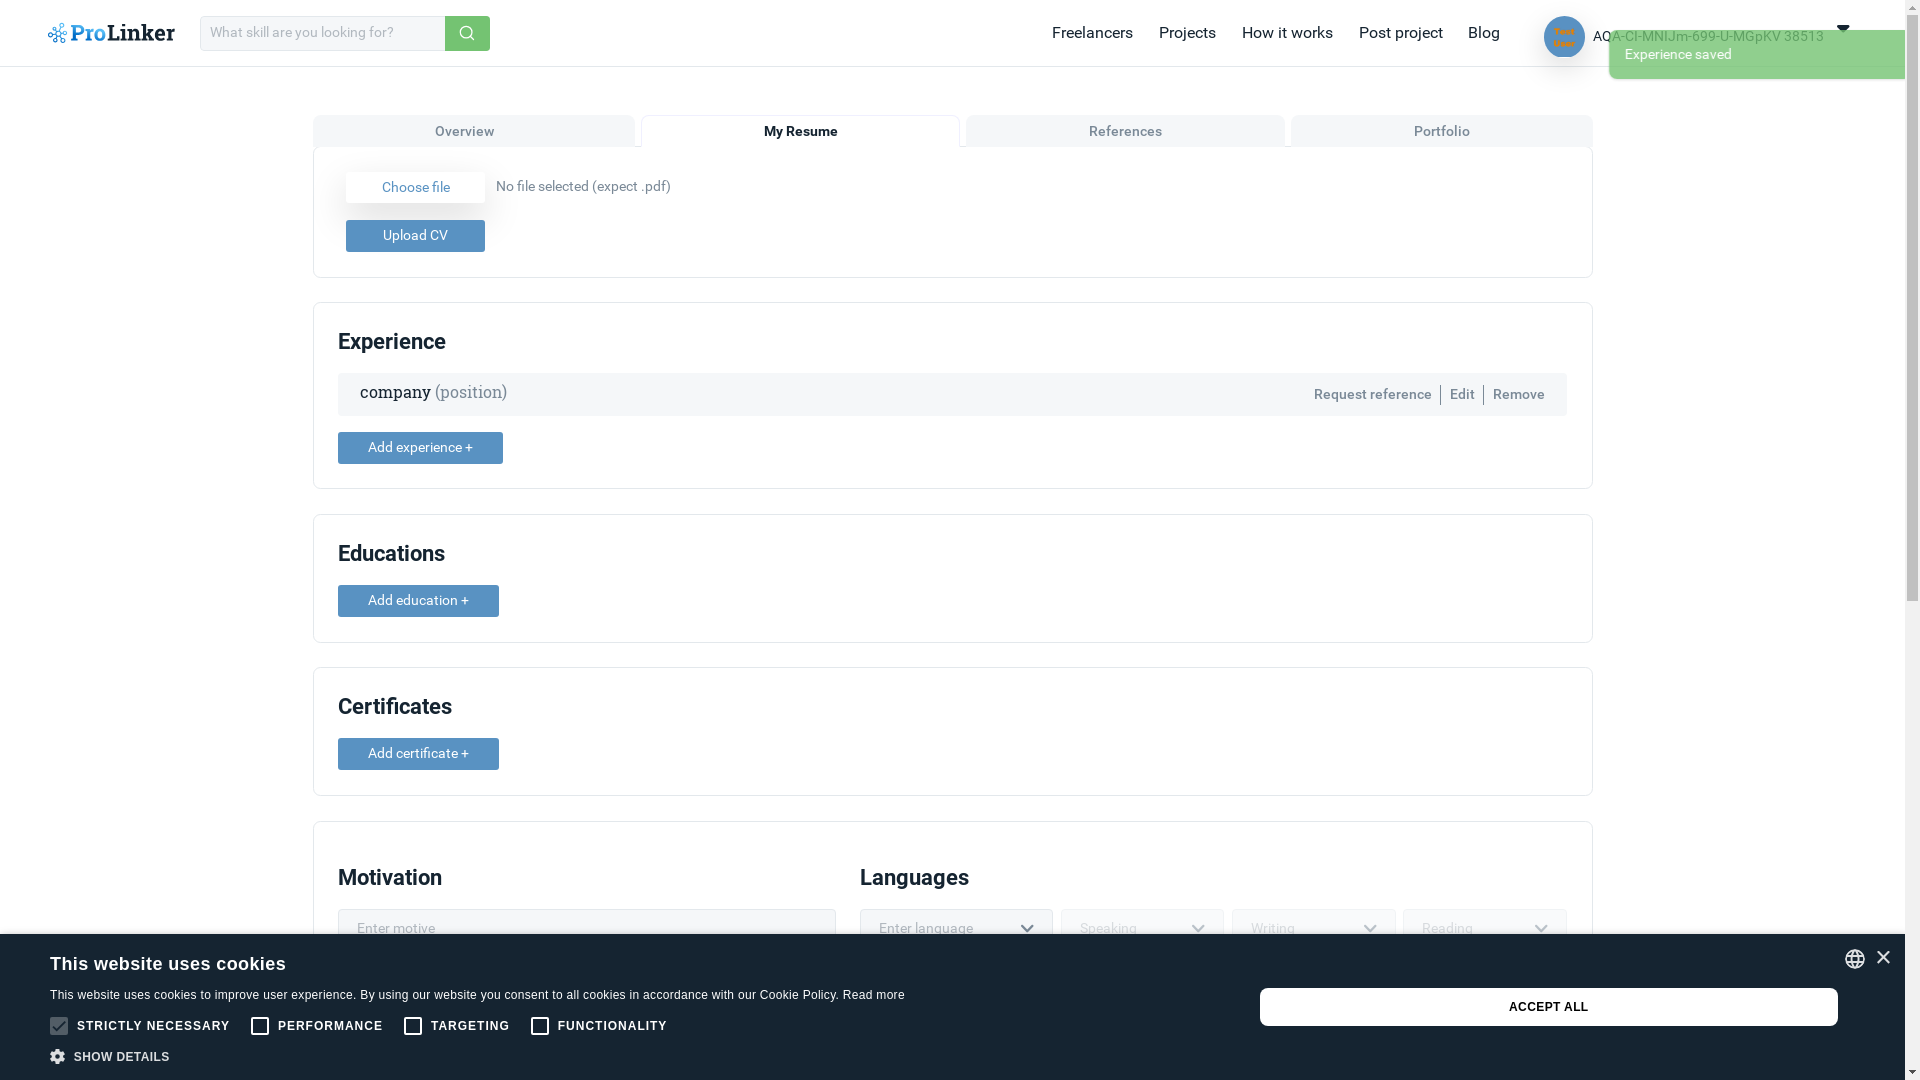 ProLinker
What skill are you looking for?
Freelancers
Projects
How it works
Post project
Blog
Test User
AQA-CI-MNIJm-699-U-MGpKV 38513
Experience saved
Overview
My Resume
References
Portfolio
Choose file
No file selected (expect .pdf)
Upload CV
Experience
company (position)
Request reference
Edit
Remove
Add experience +
Educations
Add education +
Certificates
Add certificate +
Motivation
Languages
Enter motive
Enter language
Speaking
Writing
Reading
This website uses cookies
This website uses cookies to improve user experience. By using our website you consent to all cookies in accordance with our Cookie Policy. Read more
STRICTLY NECESSARY
PERFORMANCE
TARGETING
FUNCTIONALITY
SHOW DETAILS
ACCEPT ALL